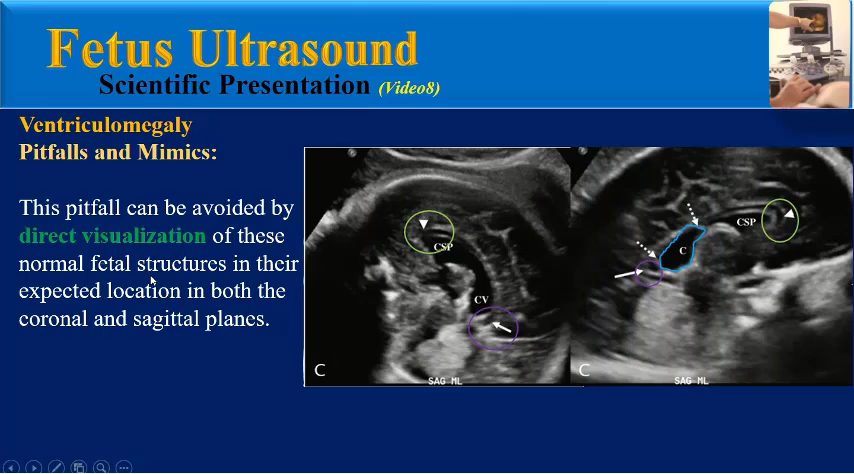 Fetus Ultrasound
Scientific Presentation (Video8)
Ventriculomegaly
Pitfalls and Mimics:
This pitfall can be avoided by
direct visualization of these
normal fetal structures in their
expected location in both the
coronal and sagittal planes.
CSP
CV
C
SAG ML
CSP
C
C
SAG ML